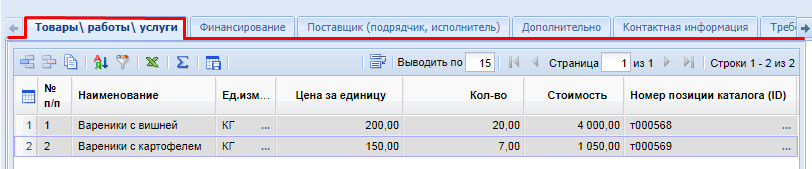 Товары\ работы\ услуги Финансирование Поставщик (подрядчик, исполнитель) Дополнительно Контактная информация Треб
Выводить по 15 Страница 1 из 1 Строки 1 - 2 из 2
№ п/п Наименование Ед.изм... Цена за единицу Кол-во Стоимость Номер позиции каталога (ID)
1 1 Вареники с вишней КГ ... 200,00 20,00 4 000,00 т000568 ...
2 2 Вареники с картофелем КГ ... 150,00 7,00 1 050,00 т000569 ...